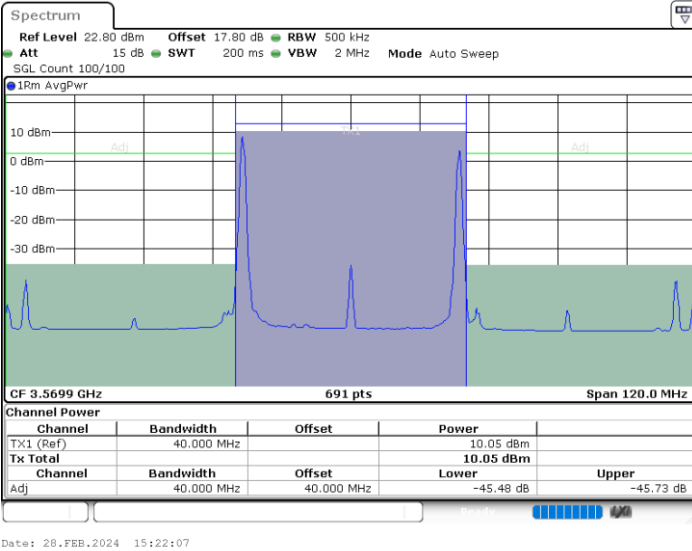 Spectrum
Ref Level 22.80 dBm Offset 17.80 dB RBW 500 kHz
Att 15 dB SWT 200 ms VBW 2 MHz Mode Auto Sweep
SGL Count 100/100
1Rm AvgPwr
10 dBm
TX1
Adj
Adj
0 dBm
-10 dBm
-20 dBm
-30 dBm
CF 3.5699 GHz 691 pts Span 120.0 MHz
Channel Power
Channel Bandwidth Offset Power
TX1 (Ref) 40.000 MHz 10.05 dBm
Tx Total 10.05 dBm
Channel Bandwidth Offset Lower Upper
Adj 40.000 MHz 40.000 MHz -45.48 dB -45.73 dB
Ready
Date: 28.FEB.2024 15:22:07